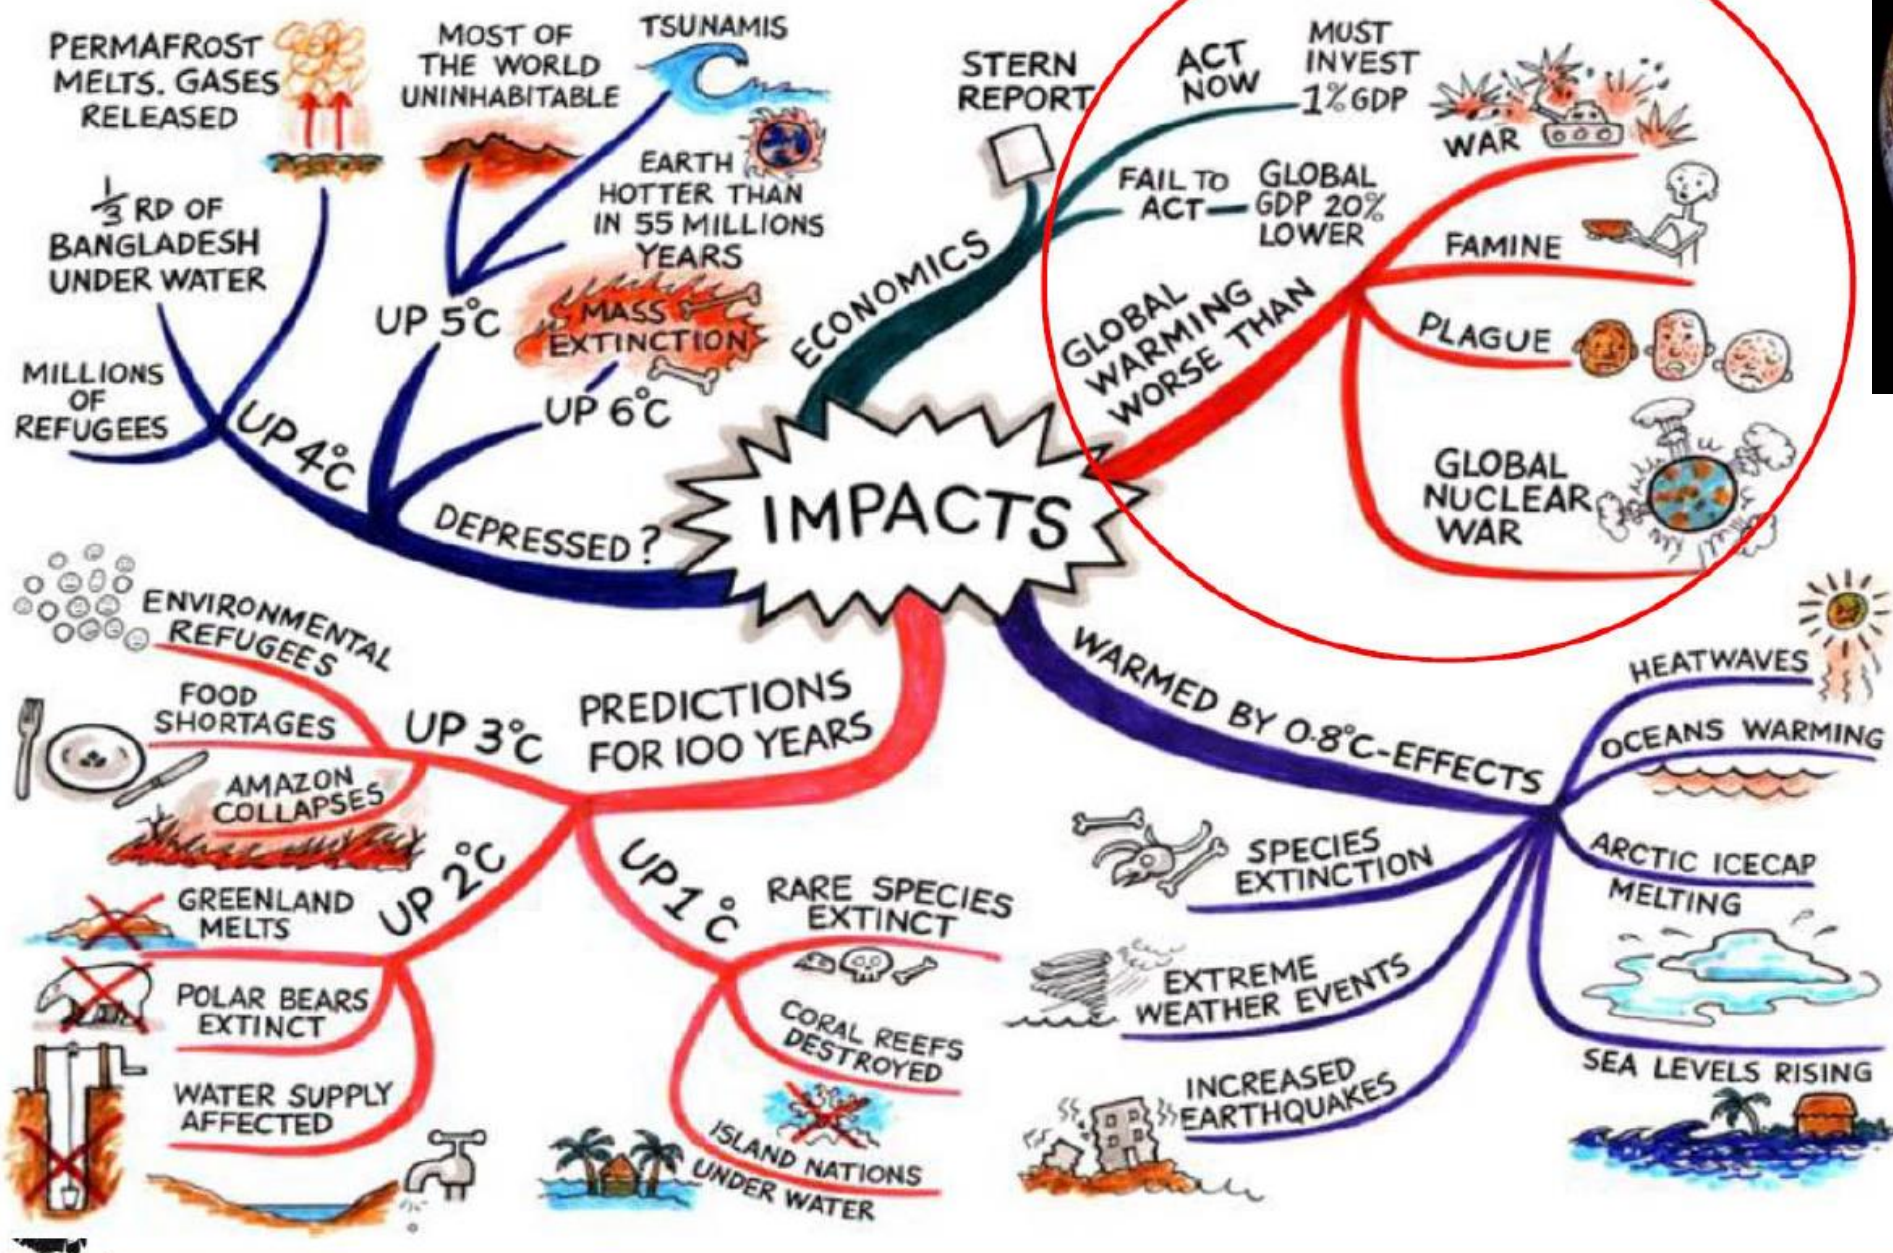 PERMAFROST
MELTS. GASES
RELEASED
MOST OF
THE WORLD
UNINHABITABLE
TSUNAMIS
EARTH
HOTTER THAN
IN 55 MILLIONS
YEARS
1/3 RD OF
BANGLADESH
UNDER WATER
UP 5°C
MASS
EXTINCTION
MILLIONS
OF
REFUGEES
UP 4°C
UP 6°C
DEPRESSED?
STERN
REPORT
ACT
NOW
MUST
INVEST
1% GDP
FAIL TO
ACT
GLOBAL
GDP 20%
LOWER
ECONOMICS
GLOBAL
WARMING
WORSE THAN
WAR
FAMINE
PLAGUE
GLOBAL
NUCLEAR
WAR
IMPACTS
ENVIRONMENTAL
REFUGEES
FOOD
SHORTAGES
AMAZON
COLLAPSES
UP 3°C
PREDICTIONS
FOR 100 YEARS
GREENLAND
MELTS
POLAR BEARS
EXTINCT
WATER SUPPLY
AFFECTED
UP 2°C
UP 1°C
RARE SPECIES
EXTINCT
CORAL REEFS
DESTROYED
ISLAND NATIONS
UNDER WATER
WARMED BY 0.8°C-EFFECTS
HEATWAVES
OCEANS WARMING
ARCTIC ICECAP
MELTING
SEA LEVELS RISING
SPECIES
EXTINCTION
EXTREME
WEATHER EVENTS
INCREASED
EARTHQUAKES